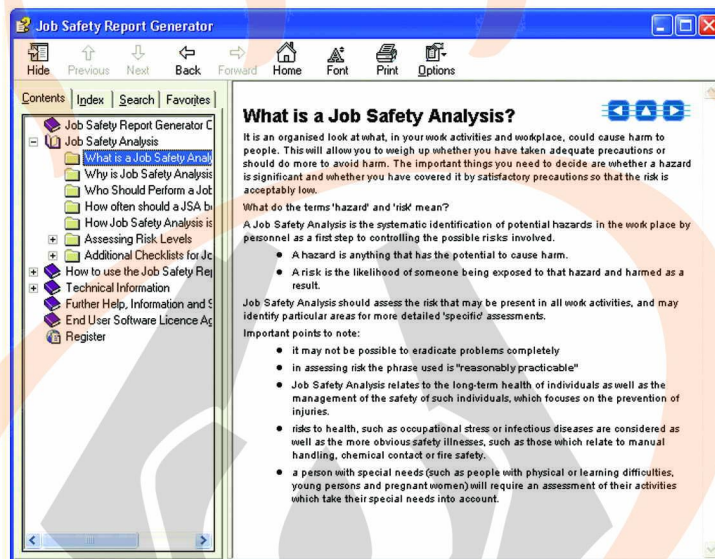 Job Safety Report Generator
Hide Previous Next Back Forward Home Font Print Options
Contents Index Search Favorites
Job Safety Report Generator C
Job Safety Analysis
What is a Job Safety Analy
Why is Job Safety Analysis
Who Should Perform a Job
How often should a JSA be
How Job Safety Analysis is
Assessing Risk Levels
Additional Checklists for Jo
How to use the Job Safety Rep
Technical Information
Further Help, Information and S
End User Software Licence Ag
Register
What is a Job Safety Analysis?
It is an organised look at what, in your work activities and workplace, could cause harm to
people. This will allow you to weigh up whether you have taken adequate precautions or
should do more to avoid harm. The important things you need to decide are whether a hazard
is significant and whether you have covered it by satisfactory precautions so that the risk is
acceptably low.
What do the terms 'hazard' and 'risk' mean?
A Job Safety Analysis is the systematic identification of potential hazards in the work place by
personnel as a first step to controlling the possible risks involved.
● A hazard is anything that has the potential to cause harm.
● A risk is the likelihood of someone being exposed to that hazard and harmed as a
result.
Job Safety Analysis should assess the risk that may be present in all work activities, and may
identify particular areas for more detailed 'specific' assessments.
Important points to note:
● it may not be possible to eradicate problems completely
● in assessing risk the phrase used is "reasonably practicable"
● Job Safety Analysis relates to the long-term health of individuals as well as the
management of the safety of such individuals, which focuses on the prevention of
injuries.
● risks to health, such as occupational stress or infectious diseases are considered as
well as the more obvious safety illnesses, such as those which relate to manual
handling, chemical contact or fire safety.
● a person with special needs (such as people with physical or learning difficulties,
young persons and pregnant women) will require an assessment of their activities
which take their special needs into account.